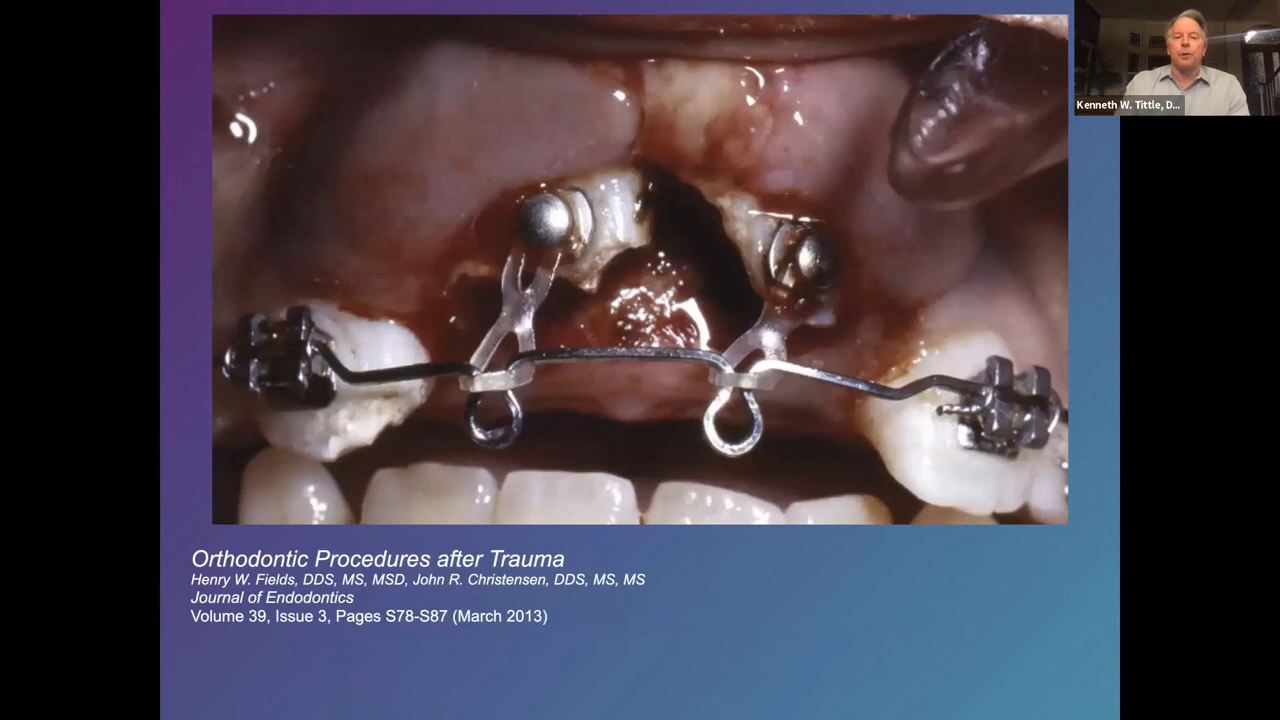 Kenneth W. Tittle, D...
Orthodontic Procedures after Trauma
Henry W. Fields, DDS, MS, MSD, John R. Christensen, DDS, MS, MS
Journal of Endodontics
Volume 39, Issue 3, Pages S78-S87 (March 2013)